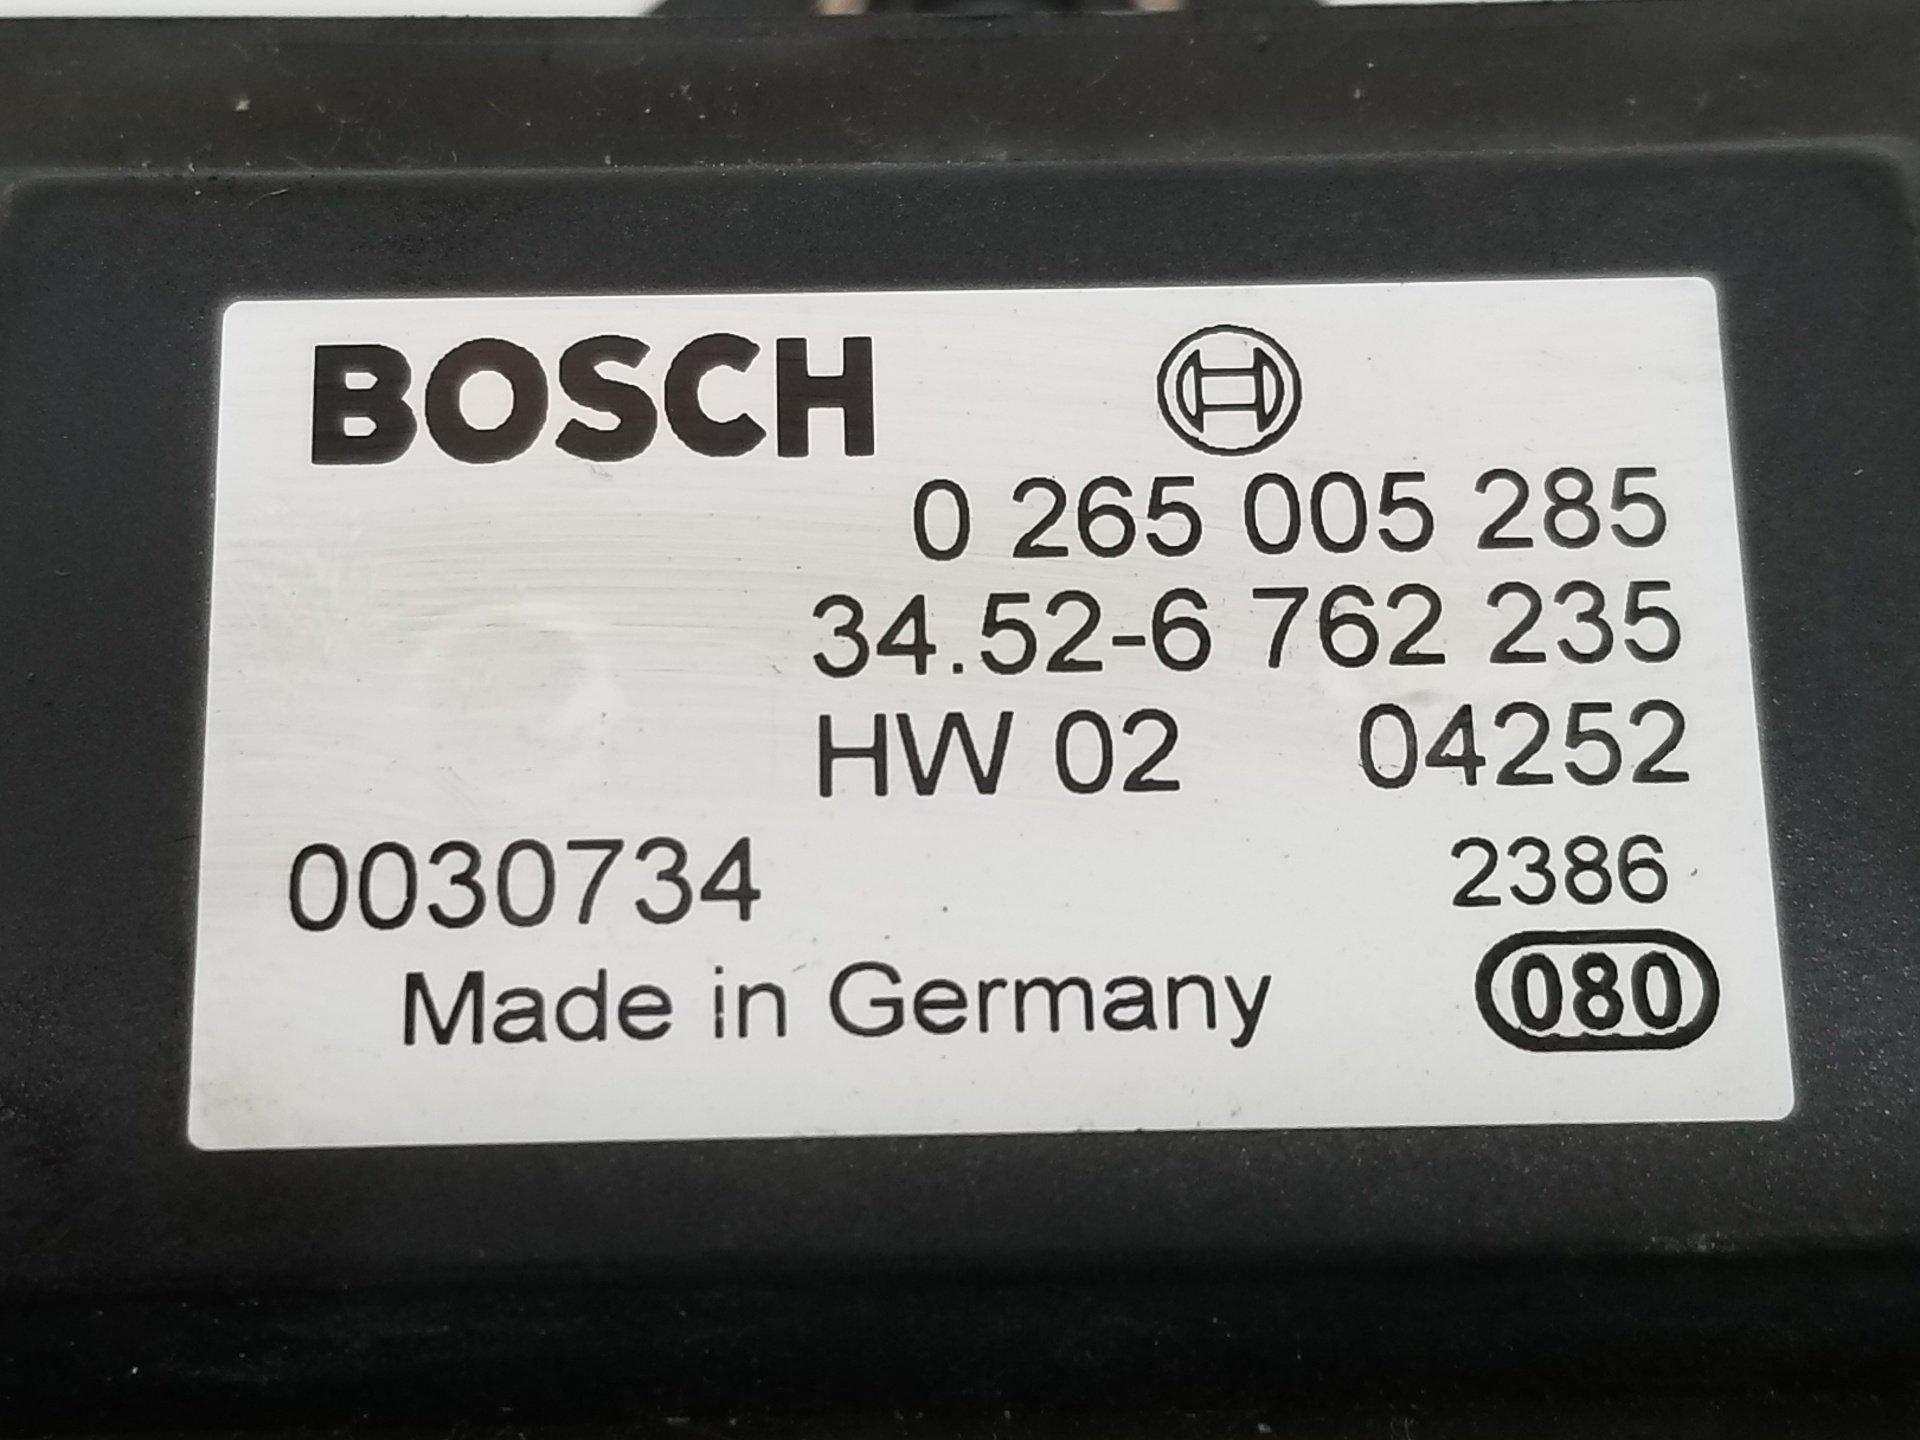 BOSCH
0 265 005 285
34.52-6 762 235
HW 02 04252
0030734 2386
Made in Germany 080